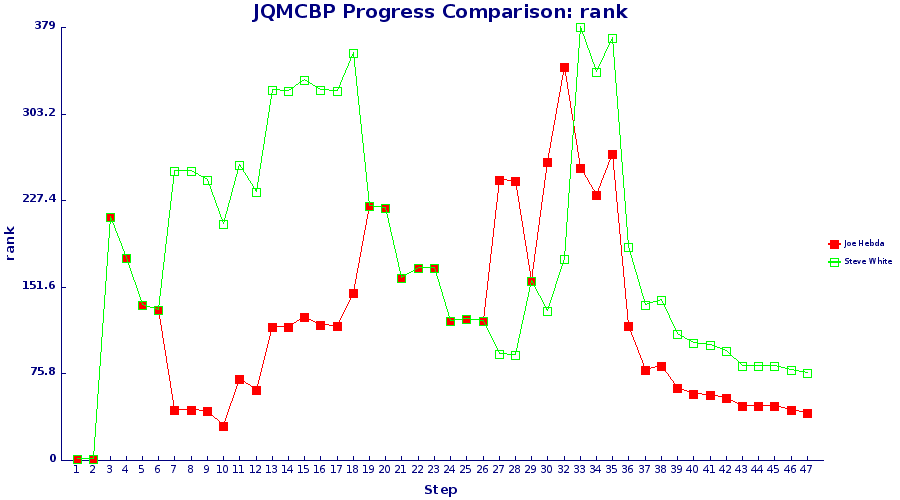 JQMCBP Progress Comparison: rank
379
303.2
227.4
151.6
75.8
0
rank
1 2 3 4 5 6 7 8 9 10 11 12 13 14 15 16 17 18 19 20 21 22 23 24 25 26 27 28 29 30 32 33 34 35 36 37 38 39 40 41 42 43 44 45 46 47
Step
Joe Hebda
Steve White